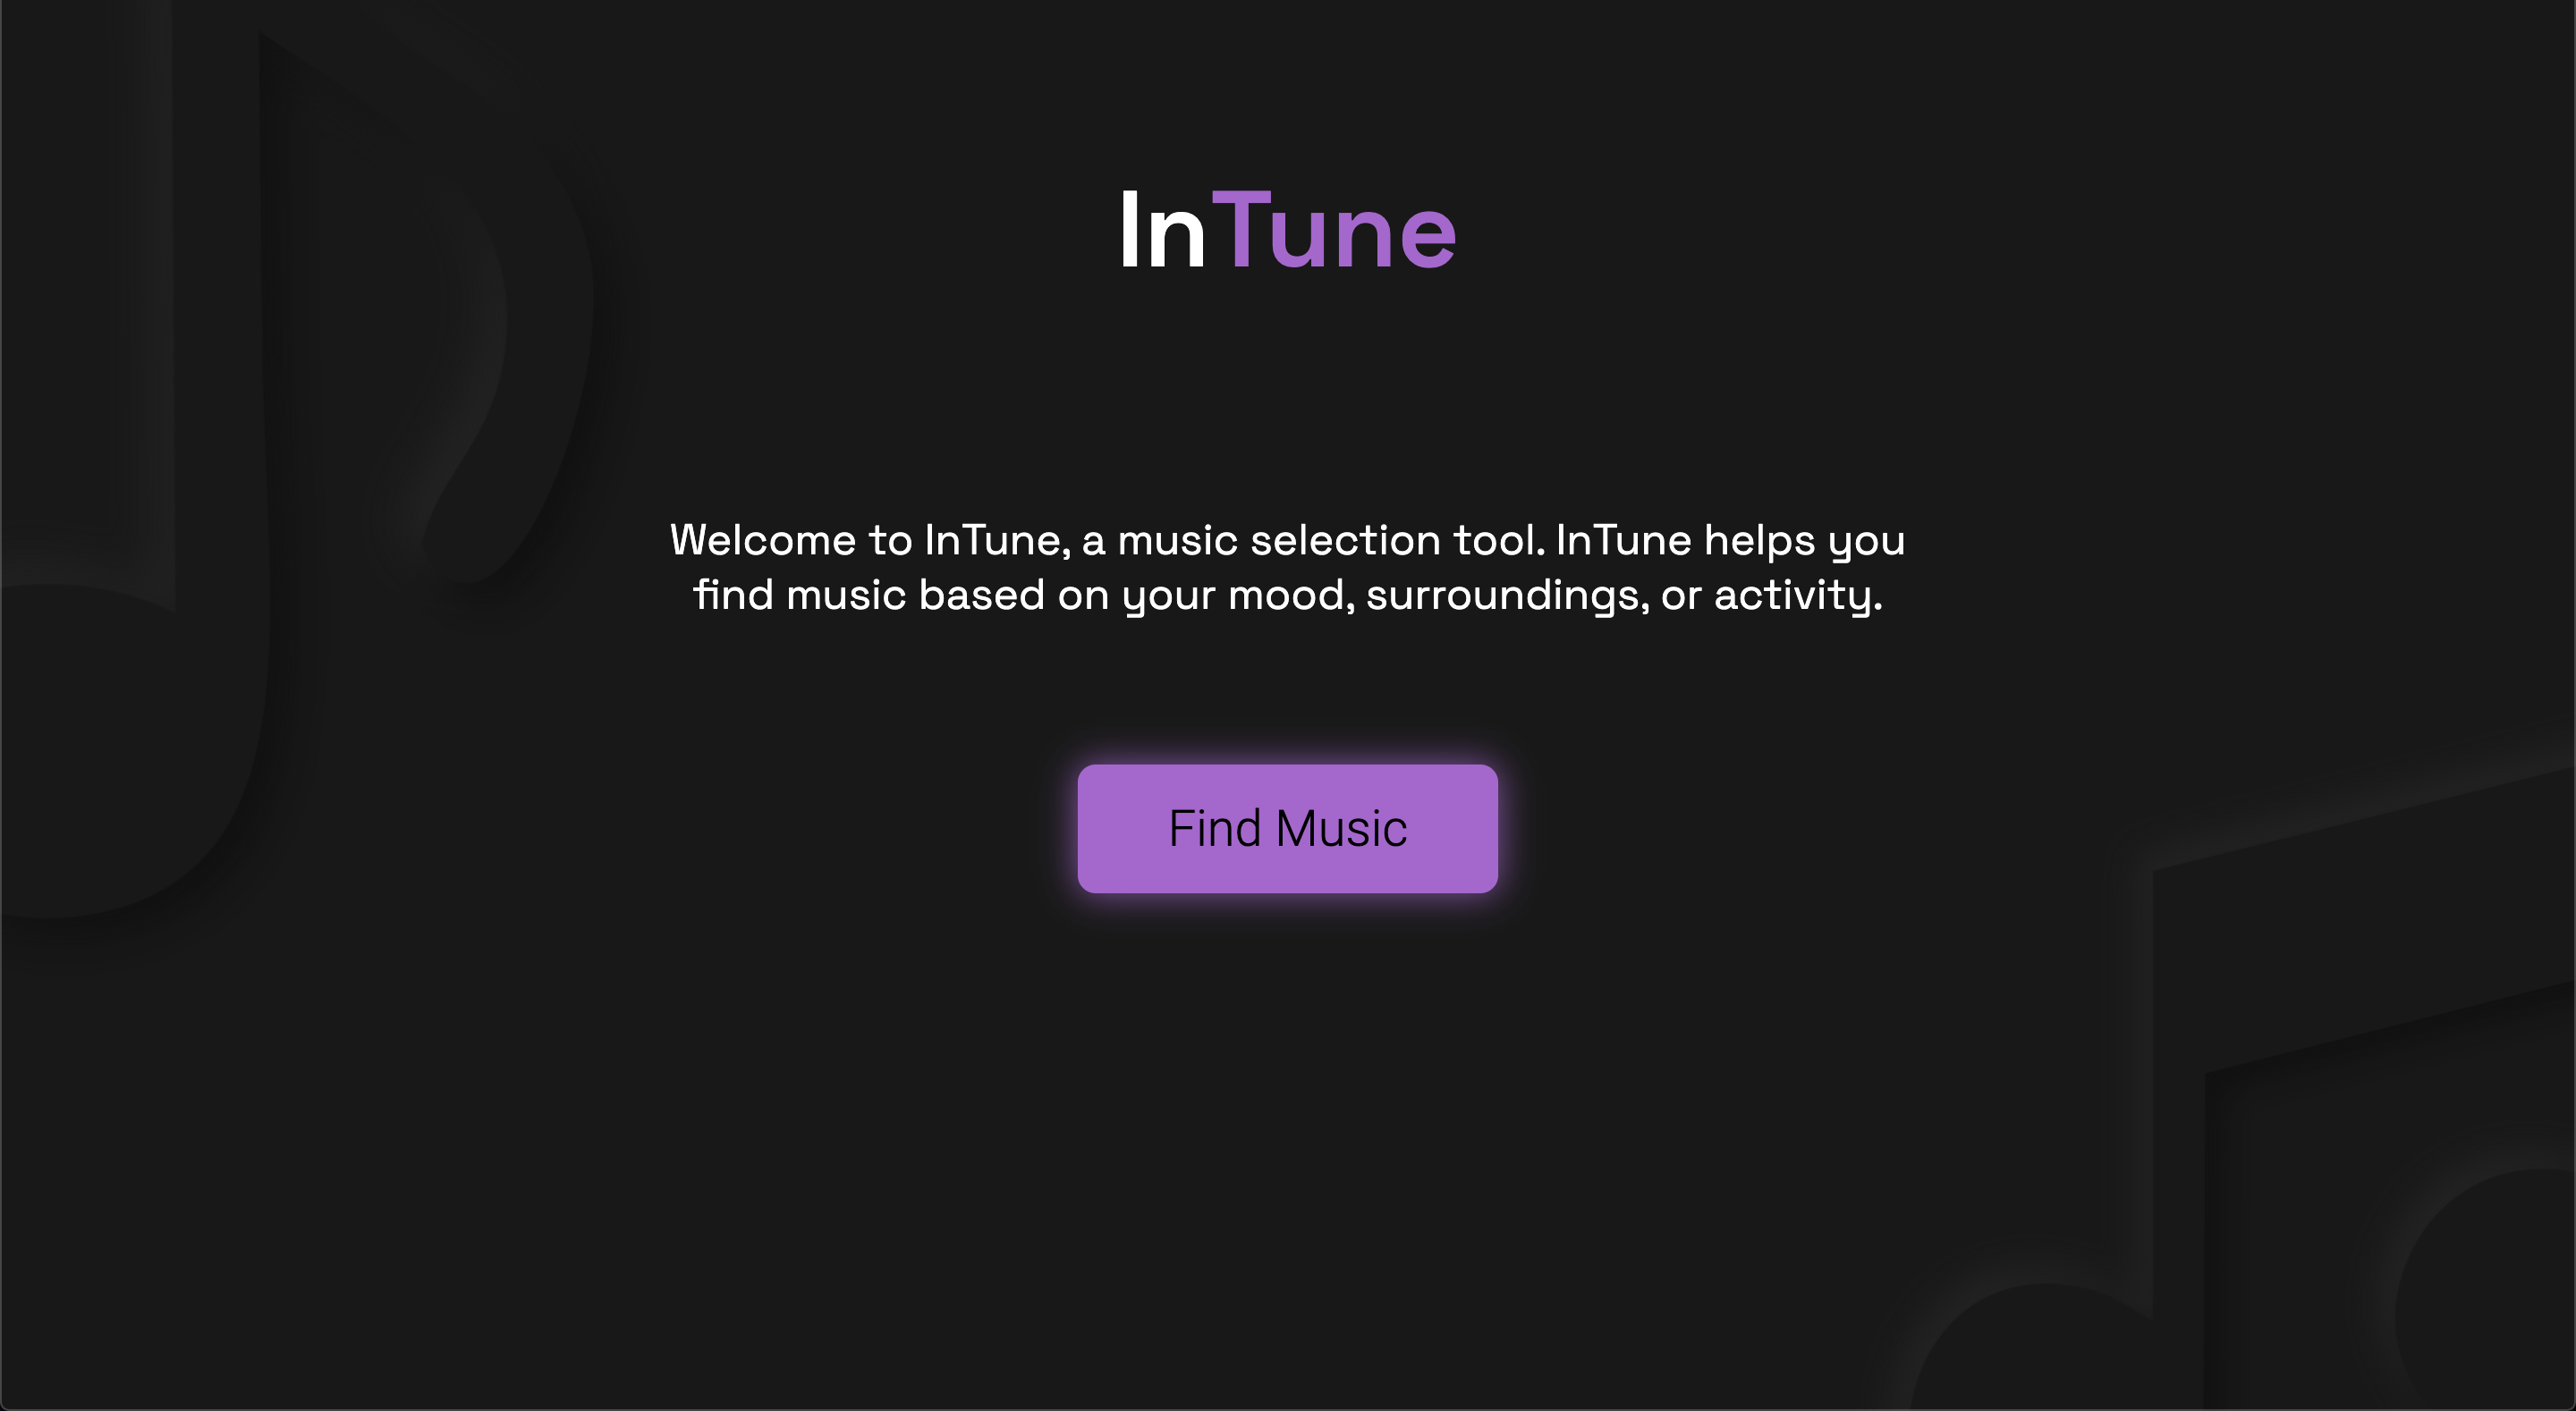 InTune
Welcome to InTune, a music selection tool. InTune helps you
find music based on your mood, surroundings, or activity.
Find Music